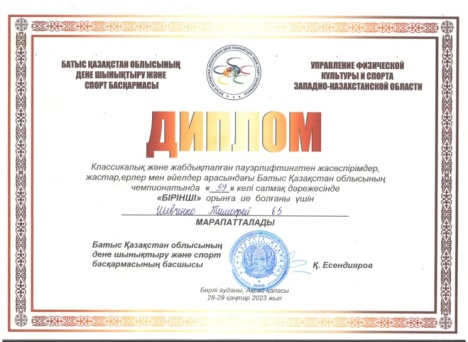 БАТЫС ҚАЗАҚСТАН ОБЛЫСЫНЫҢ
ДЕНЕ ШЫНЫҚТЫРУ ЖӘНЕ
СПОРТ БАСҚАРМАСЫ
УПРАВЛЕНИЕ ФИЗИЧЕСКОЙ
КУЛЬТУРЫ И СПОРТА
ЗАПАДНО-КАЗАХСТАНСКОЙ ОБЛАСТИ
ДИПЛОМ
Классикалық және жабдықталған пауэрлифтингтен жасөспірімдер,
жастар,ерлер мен әйелдер арасындағы Батыс Қазақстан облысының
чемпионатында «59» келі салмақ дәрежесінде
«БІРІНШІ» орынға ие болғаны үшін
Тимофей
МАРАПАТТАЛАДЫ
Батыс Қазақстан облысының
дене шынықтыру және спорт
басқармасының басшысы
Қ. Есендияров
Бөрлі ауданы, Ақсай қаласы
28-29 қаңтар 2023 жыл